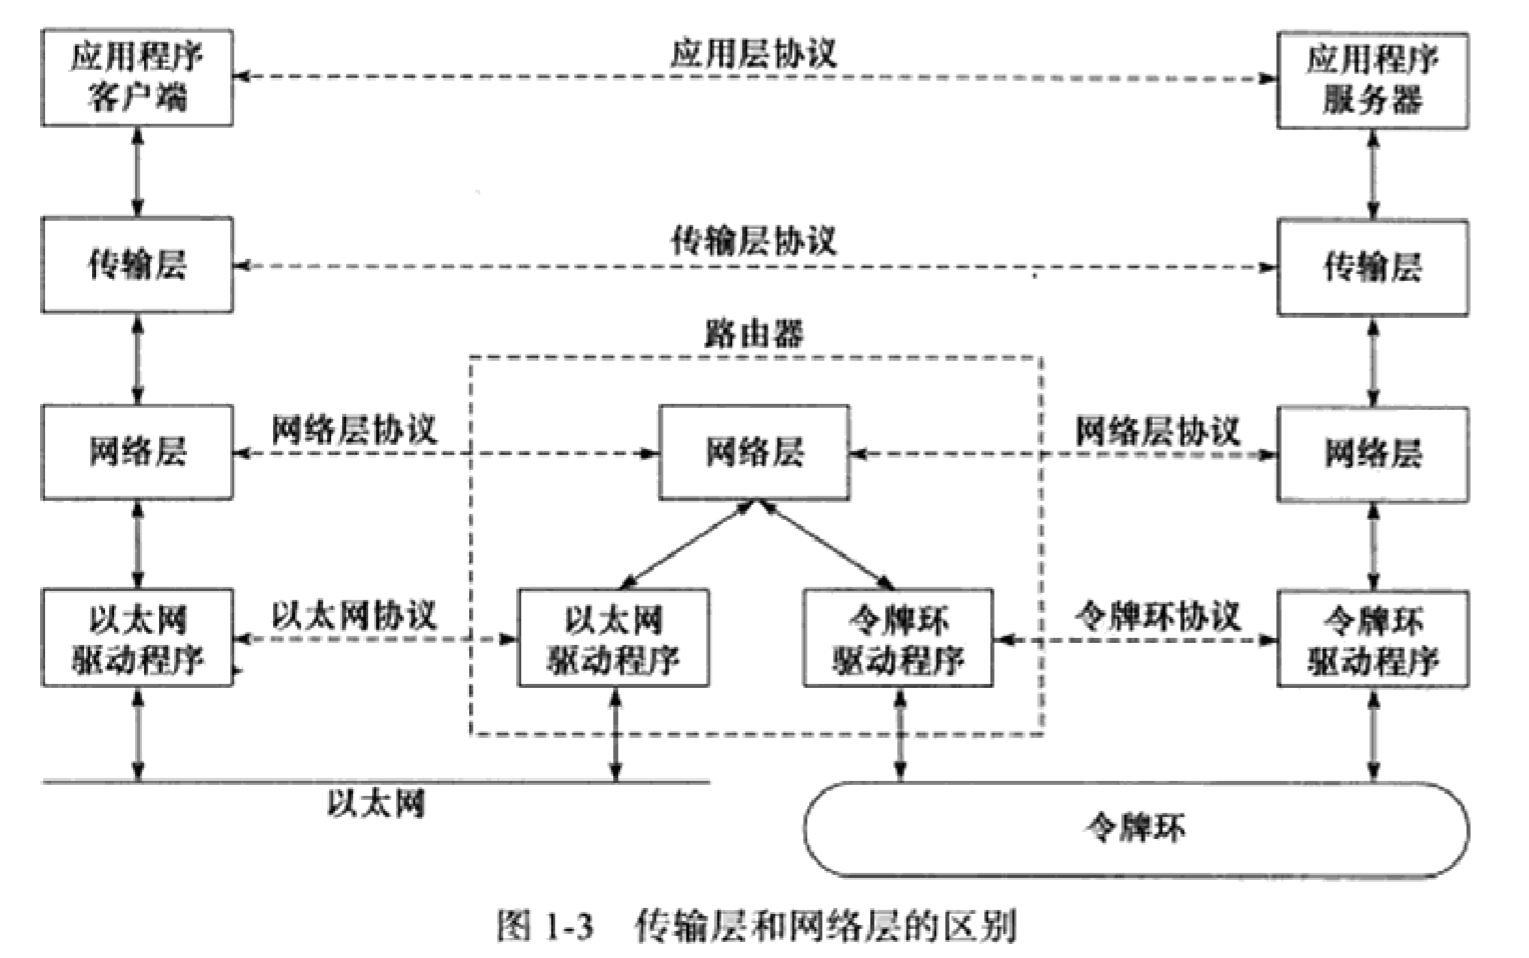 应用程序
客户端
应用层协议
应用程序
服务器
传输层
传输层协议
传输层
路由器
网络层
网络层协议
网络层
网络层协议
网络层
以太网
驱动程序
以太网协议
以太网
驱动程序
令牌环
驱动程序
令牌环协议
令牌环
驱动程序
以太网
令牌环
图 1-3 传输层和网络层的区别